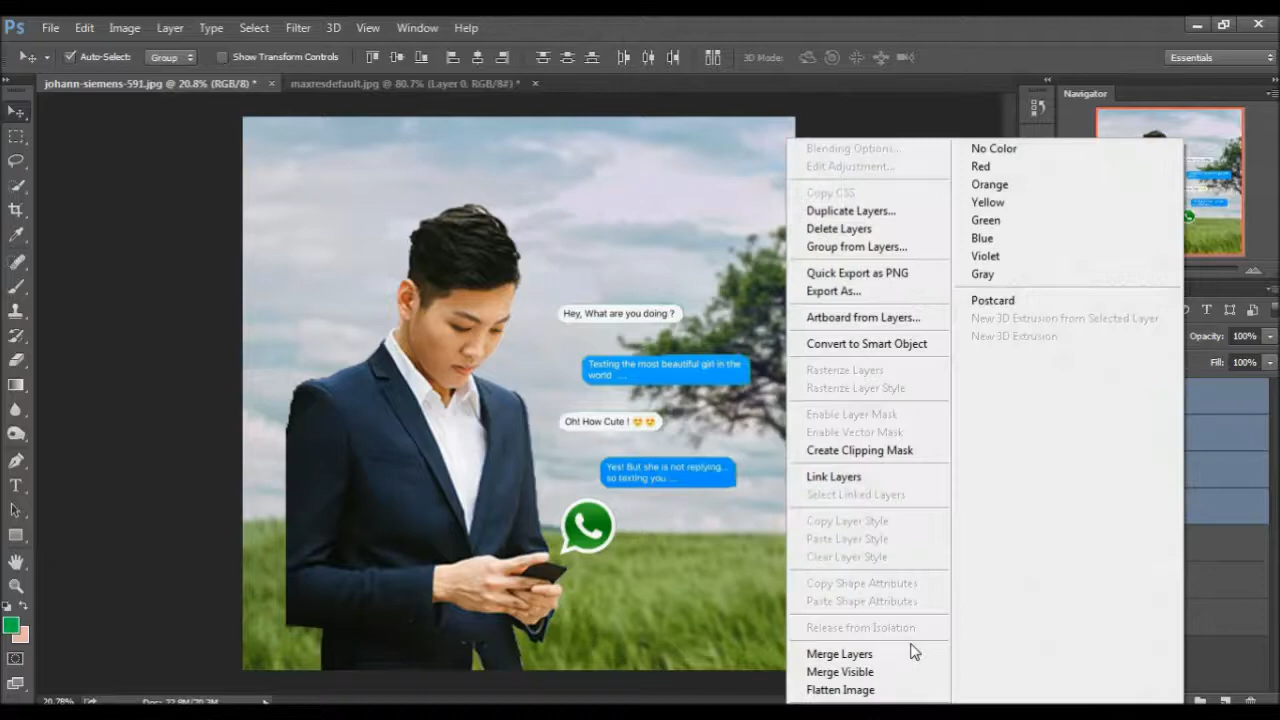 Ps File Edit Image Layer Type Select Filter 3D View Window Help
Auto-Select: Group Show Transform Controls 3D Mode: Essentials
johann-siemens-591.jpg @ 20.8% (RGB/8) * × maxresdefault.jpg @ 80.7% (Layer 0, RGB/8#) * ×
Navigator
Hey, What are you doing ?
Texting the most beautiful girl in the
world ...
Oh! How Cute !
Yes! But she is not replying...
so texting you ...
Blending Options...
Edit Adjustment...
Copy CSS
Duplicate Layers...
Delete Layers
Group from Layers...
Quick Export as PNG
Export As...
Artboard from Layers...
Convert to Smart Object
Rasterize Layers
Rasterize Layer Style
Enable Layer Mask
Enable Vector Mask
Create Clipping Mask
Link Layers
Select Linked Layers
Copy Layer Style
Paste Layer Style
Clear Layer Style
Copy Shape Attributes
Paste Shape Attributes
Release from Isolation
Merge Layers
Merge Visible
Flatten Image
No Color
Red
Orange
Yellow
Green
Blue
Violet
Gray
Postcard
New 3D Extrusion from Selected Layer
New 3D Extrusion
Opacity: 100%
Fill: 100%
20.78% Doc: 22.8M/70.3M